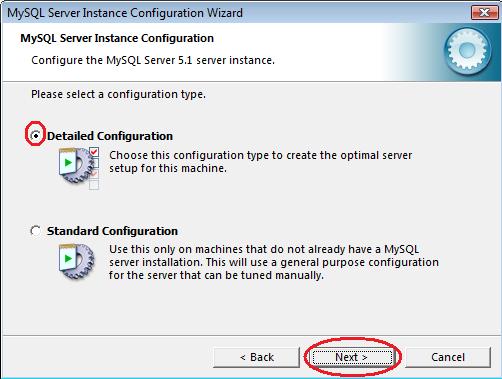 MySQL Server Instance Configuration Wizard
MySQL Server Instance Configuration
Configure the MySQL Server 5.1 server instance.
Please select a configuration type.
Detailed Configuration
Choose this configuration type to create the optimal server
setup for this machine.
Standard Configuration
Use this only on machines that do not already have a MySQL
server installation. This will use a general purpose configuration
for the server that can be tuned manually.
< Back
Next >
Cancel